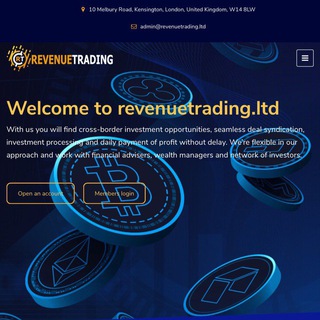 10 Melbury Road, Kensington, London, United Kingdom, W14 8LW
admin@revenuetrading.ltd
REVENUETRADING
Welcome to revenuetrading.ltd
With us you will find cross-border investment opportunities, seamless deal syndication,
investment processing and daily payment of profit without delay. We're flexible in our
approach and work with financial advisers, wealth managers and network of investors.
Open an account
Members login